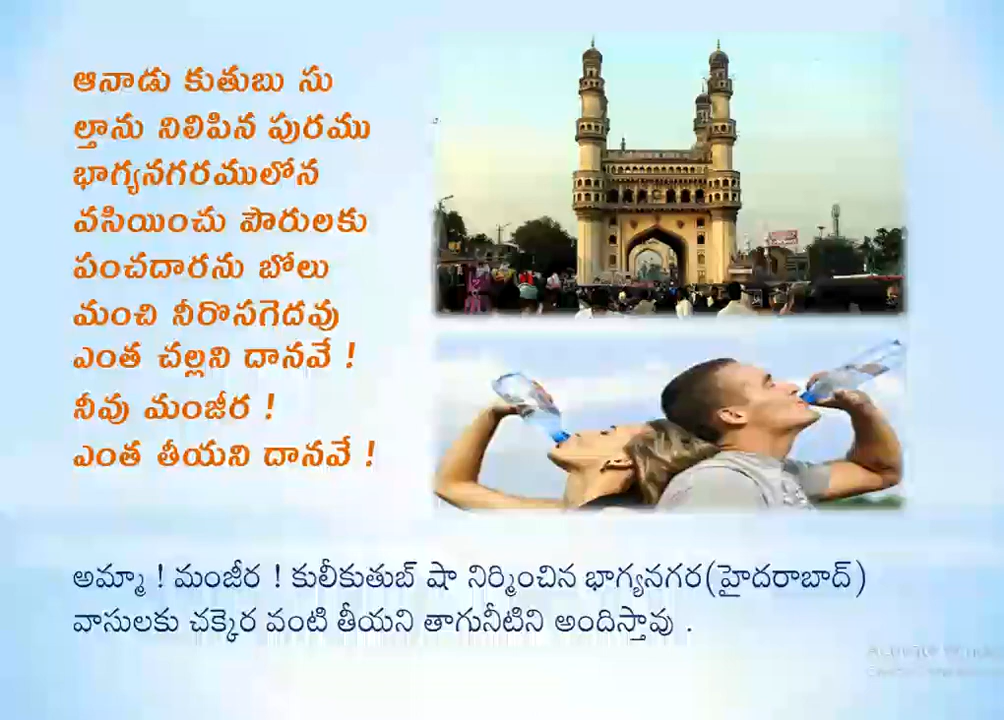 ఆనాడు కుతుబు సు
ల్తాను నిలిపిన పురము
భాగ్యనగరములోన
వసియించు పౌరులకు
పంచదారను బోలు
మంచి నీరొసగెదవు
ఎంత చల్లని దానవే !
నీవు మంజీర !
ఎంత తీయని దానవే !
అమ్మా ! మంజీర ! కులీకుతుబ్ షా నిర్మించిన భాగ్యనగర(హైదరాబాద్)
వాసులకు చక్కెర వంటి తీయని తాగునీటిని అందిస్తావు .
Activate